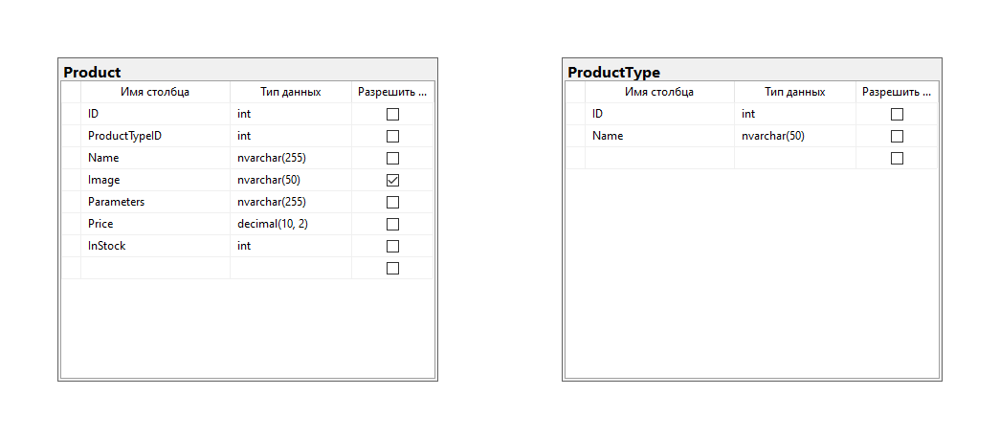 Product
Имя столбца Тип данных Разрешить ...
ID int
ProductTypeID int
Name nvarchar(255)
Image nvarchar(50)
Parameters nvarchar(255)
Price decimal(10, 2)
InStock int
ProductType
Имя столбца Тип данных Разрешить ...
ID int
Name nvarchar(50)